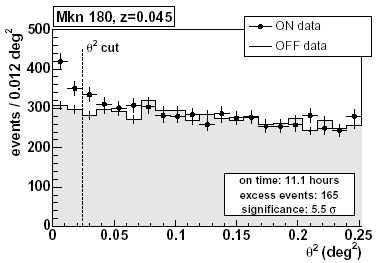 Mkn 180, z=0.045
ON data
OFF data
θ² cut
events / 0.012 deg²
500
400
300
200
100
0
on time: 11.1 hours
excess events: 165
significance: 5.5 σ
0 0.05 0.1 0.15 0.2 0.25
θ² (deg²)